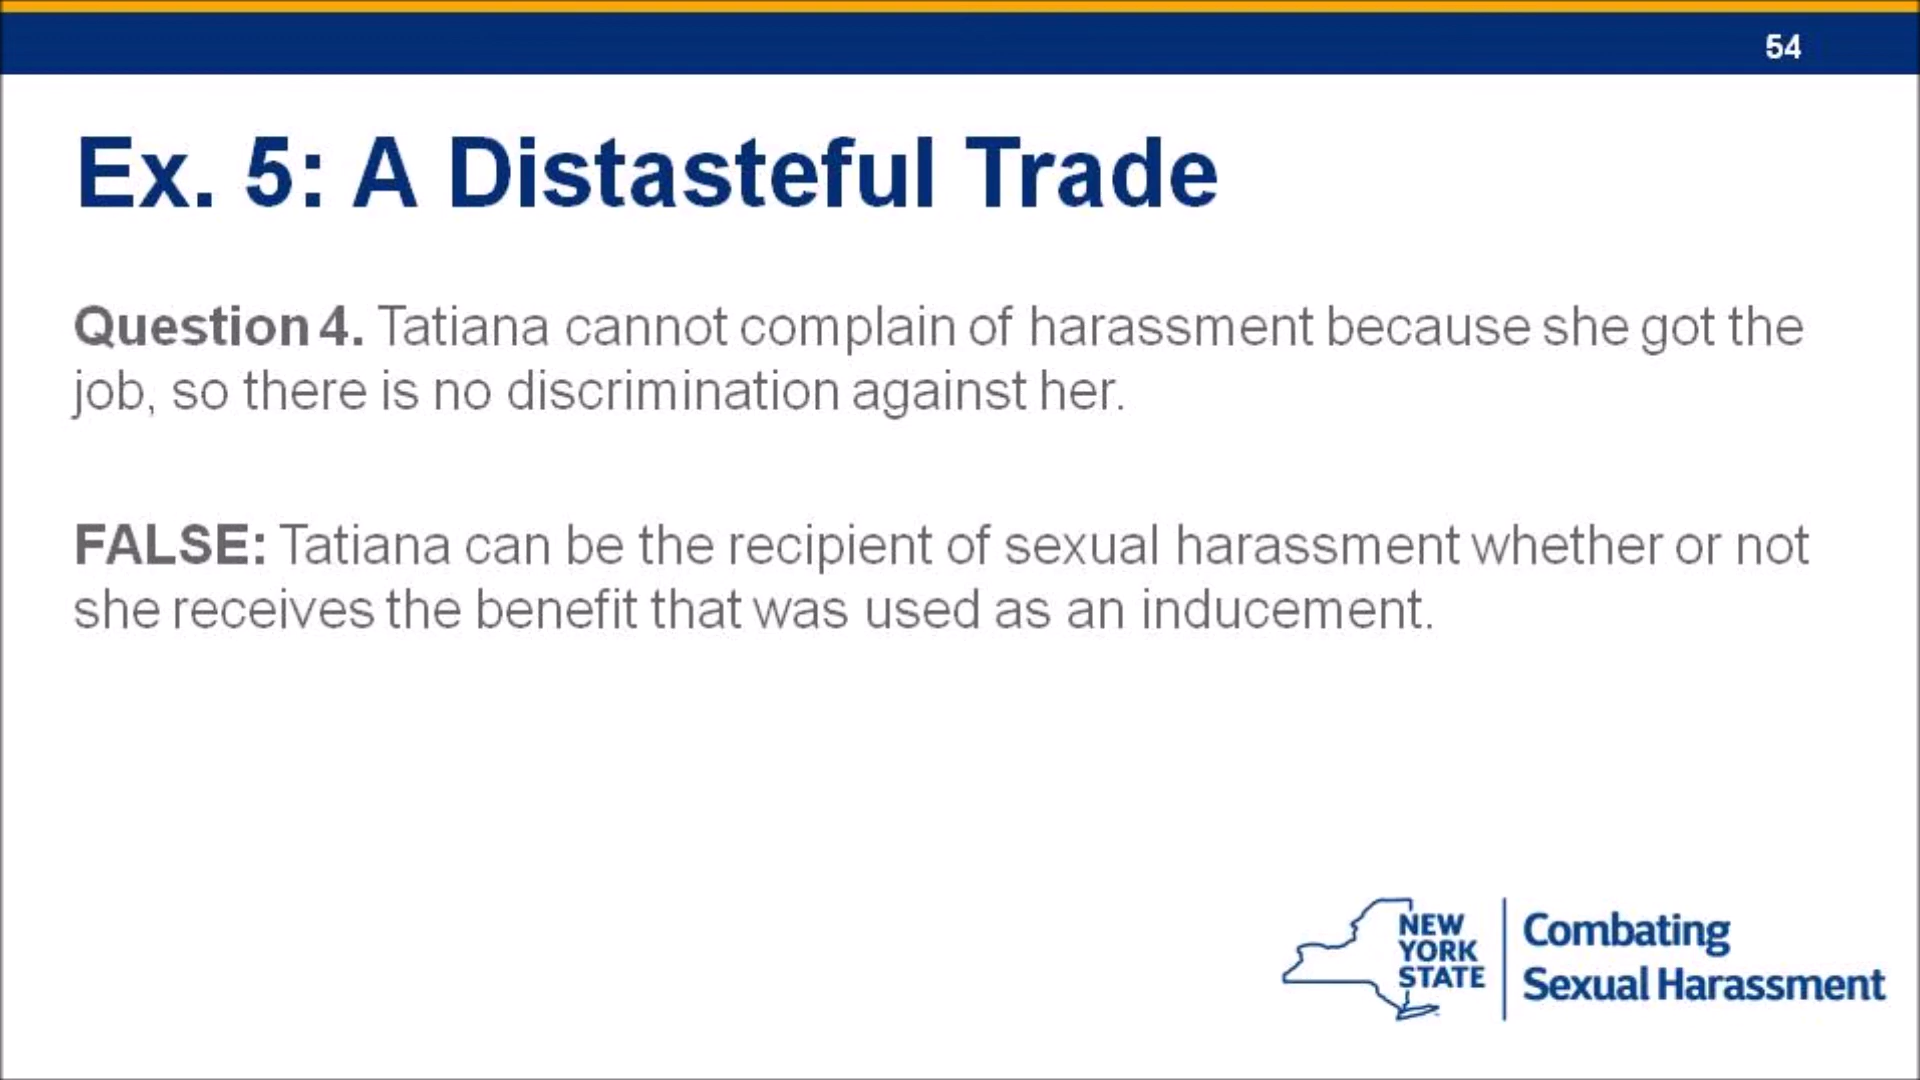 54
Ex. 5: A Distasteful Trade
Question 4. Tatiana cannot complain of harassment because she got the
job, so there is no discrimination against her.
FALSE: Tatiana can be the recipient of sexual harassment whether or not
she receives the benefit that was used as an inducement.
NEW
YORK
STATE
Combating
Sexual Harassment